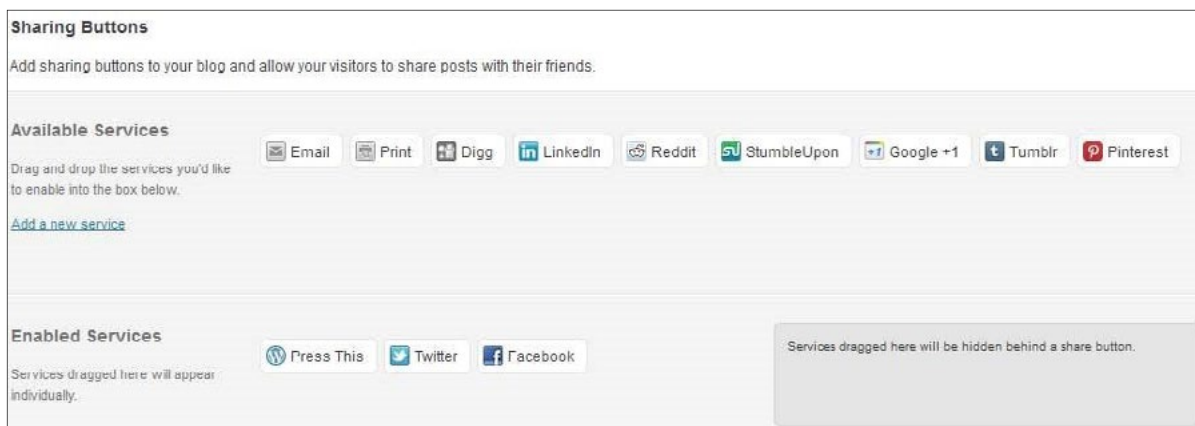 Sharing Buttons
Add sharing buttons to your blog and allow your visitors to share posts with their friends.
Available Services
Drag and drop the services you'd like
to enable into the box below.
Add a new service
Email Print Digg LinkedIn Reddit StumbleUpon Google +1 Tumblr Pinterest
Enabled Services
Services dragged here will appear
individually.
Press This Twitter Facebook
Services dragged here will be hidden behind a share button.